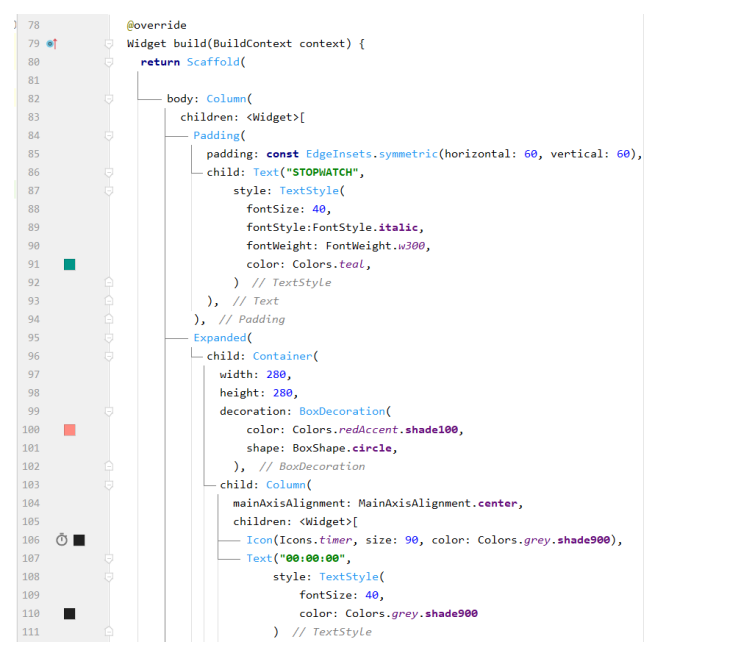 78 @override
79 Widget build(BuildContext context) {
80 return Scaffold(
81
82 body: Column(
83 children: <Widget>[
84 Padding(
85 padding: const EdgeInsets.symmetric(horizontal: 60, vertical: 60),
86 child: Text("STOPWATCH",
87 style: TextStyle(
88 fontSize: 40,
89 fontStyle:FontStyle.italic,
90 fontWeight: FontWeight.w300,
91 color: Colors.teal,
92 ) // TextStyle
93 ), // Text
94 ), // Padding
95 Expanded(
96 child: Container(
97 width: 280,
98 height: 280,
99 decoration: BoxDecoration(
100 color: Colors.redAccent.shade100,
101 shape: BoxShape.circle,
102 ), // BoxDecoration
103 child: Column(
104 mainAxisAlignment: MainAxisAlignment.center,
105 children: <Widget>[
106 Icon(Icons.timer, size: 90, color: Colors.grey.shade900),
107 Text("00:00:00",
108 style: TextStyle(
109 fontSize: 40,
110 color: Colors.grey.shade900
111 ) // TextStyle